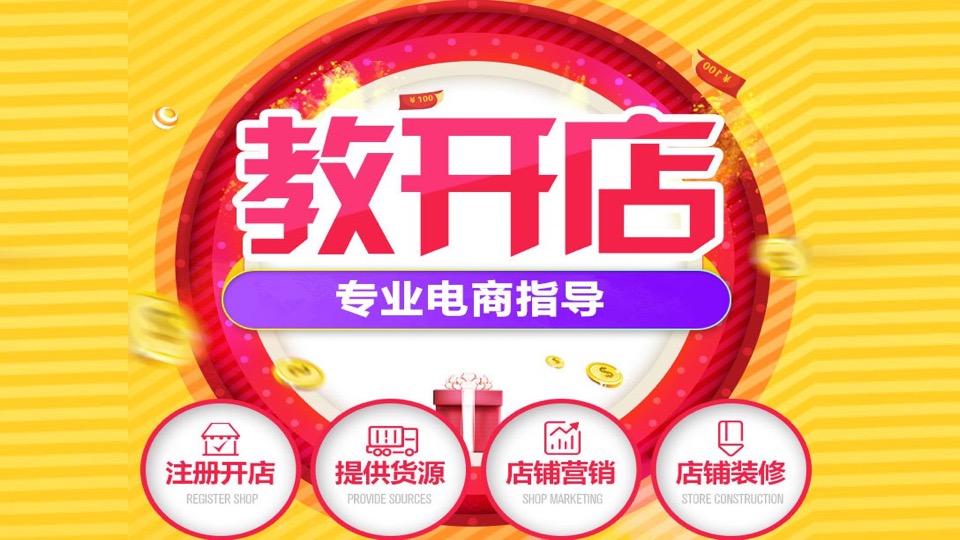 ¥100
¥100
教开店
专业电商指导
注册开店
REGISTER SHOP
提供货源
PROVIDE SOURCES
店铺营销
SHOP MARKETING
店铺装修
STORE CONSTRUCTION